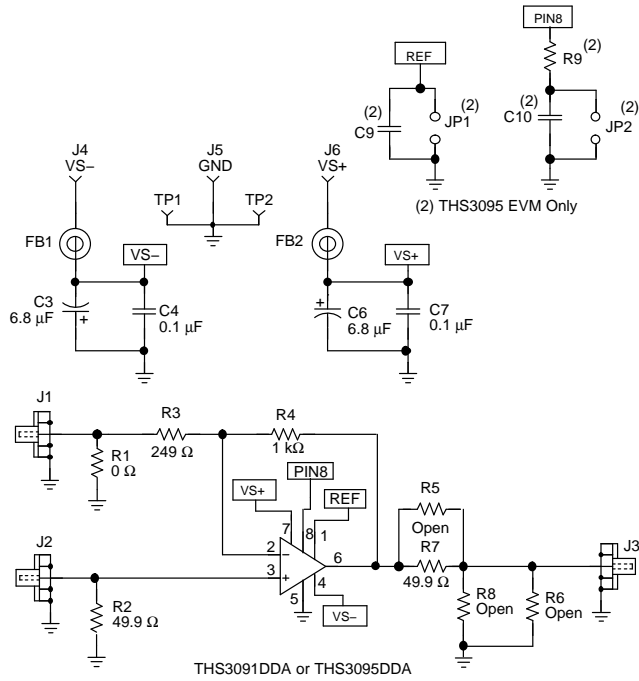 REF
PIN8
R9 (2)
(2)
C9
(2)
JP1
(2)
C10
(2)
JP2
(2) THS3095 EVM Only
J4
VS−
J5
GND
J6
VS+
TP1
TP2
FB1
VS−
FB2
VS+
C3
6.8 µF
+
C4
0.1 µF
+
C6
6.8 µF
C7
0.1 µF
J1
R3
249 Ω
R4
1 kΩ
R1
0 Ω
PIN8
VS+
REF
7
8
1
2
−
3
+
6
5
4
VS−
J2
R2
49.9 Ω
R5
Open
R7
49.9 Ω
J3
R8
Open
R6
Open
THS3091DDA or THS3095DDA